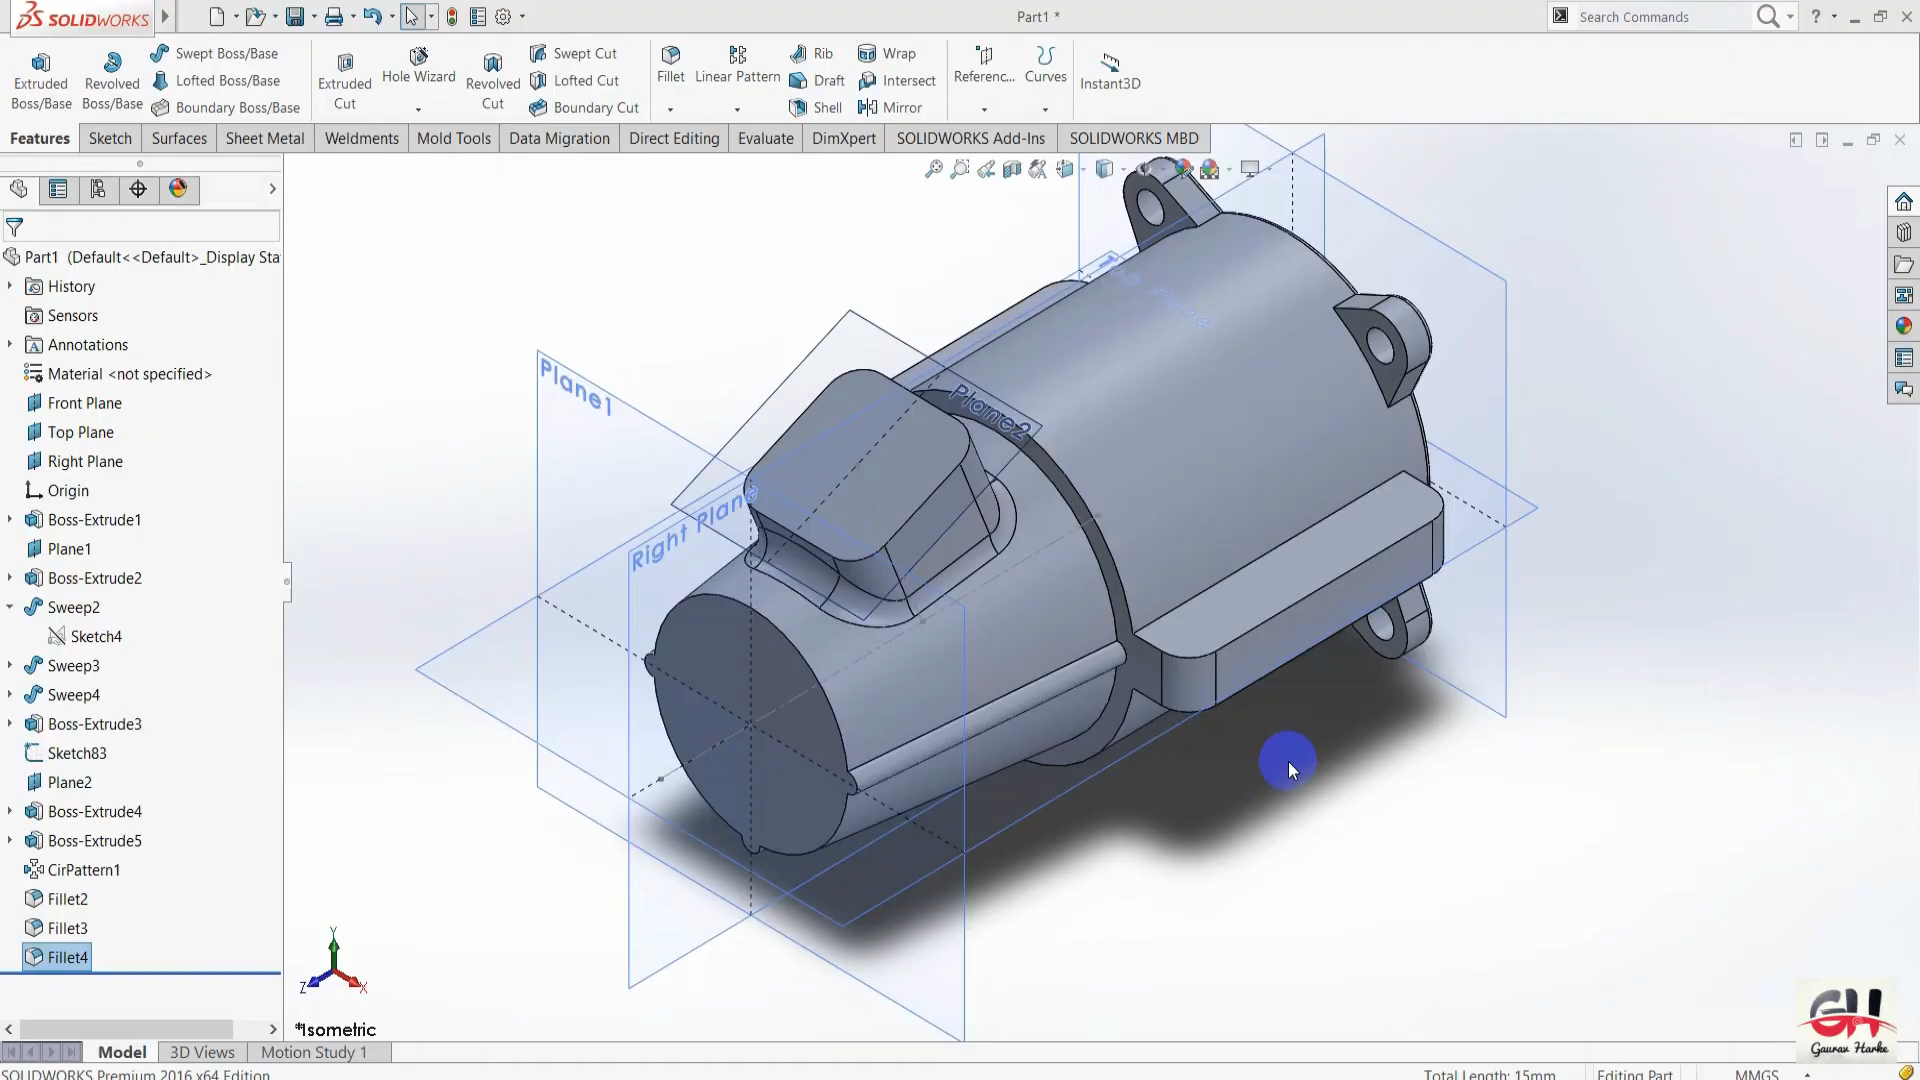 SOLIDWORKS
Part1 *
Search Commands
Extruded Boss/Base
Revolved Boss/Base
Swept Boss/Base
Lofted Boss/Base
Boundary Boss/Base
Extruded Cut
Hole Wizard
Revolved Cut
Swept Cut
Lofted Cut
Boundary Cut
Fillet
Linear Pattern
Rib
Draft
Shell
Wrap
Intersect
Mirror
Referenc...
Curves
Instant3D
Features Sketch Surfaces Sheet Metal Weldments Mold Tools Data Migration Direct Editing Evaluate DimXpert SOLIDWORKS Add-Ins SOLIDWORKS MBD
Part1 (Default<<Default>_Display Sta
History
Sensors
Annotations
Material <not specified>
Front Plane
Top Plane
Right Plane
Origin
Boss-Extrude1
Plane1
Boss-Extrude2
Sweep2
Sketch4
Sweep3
Sweep4
Boss-Extrude3
Sketch83
Plane2
Boss-Extrude4
Boss-Extrude5
CirPattern1
Fillet2
Fillet3
Fillet4
Top Plane
Plane1
Plane2
Right Plane
Y
Z
X
*Isometric
GH
Gaurav Harke
Model 3D Views Motion Study 1
SOLIDWORKS Premium 2016 x64 Edition
Total Length: 15mm Editing Part MMGS